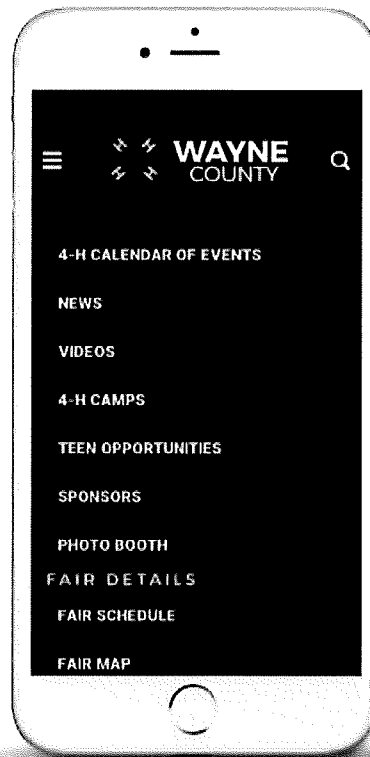 WAYNE
COUNTY
4-H CALENDAR OF EVENTS
NEWS
VIDEOS
4-H CAMPS
TEEN OPPORTUNITIES
SPONSORS
PHOTO BOOTH
FAIR DETAILS
FAIR SCHEDULE
FAIR MAP